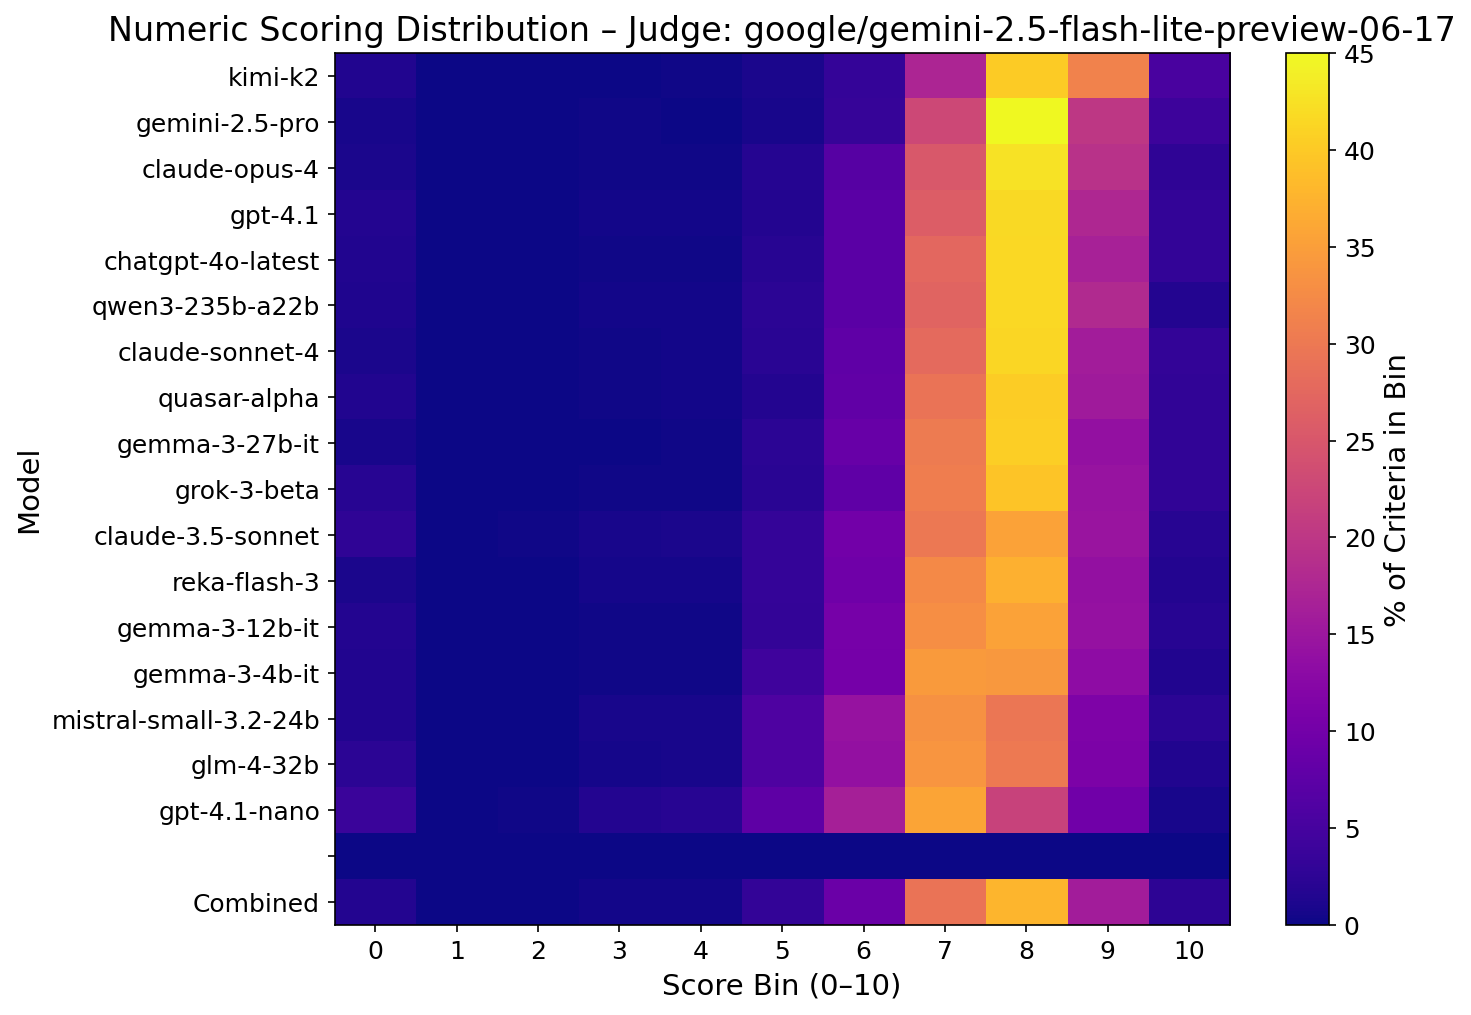 Numeric Scoring Distribution – Judge: google/gemini-2.5-flash-lite-preview-06-17
Model
kimi-k2
gemini-2.5-pro
claude-opus-4
gpt-4.1
chatgpt-4o-latest
qwen3-235b-a22b
claude-sonnet-4
quasar-alpha
gemma-3-27b-it
grok-3-beta
claude-3.5-sonnet
reka-flash-3
gemma-3-12b-it
gemma-3-4b-it
mistral-small-3.2-24b
glm-4-32b
gpt-4.1-nano
Combined
0 1 2 3 4 5 6 7 8 9 10
Score Bin (0–10)
45
40
35
30
25
20
15
10
5
0
% of Criteria in Bin